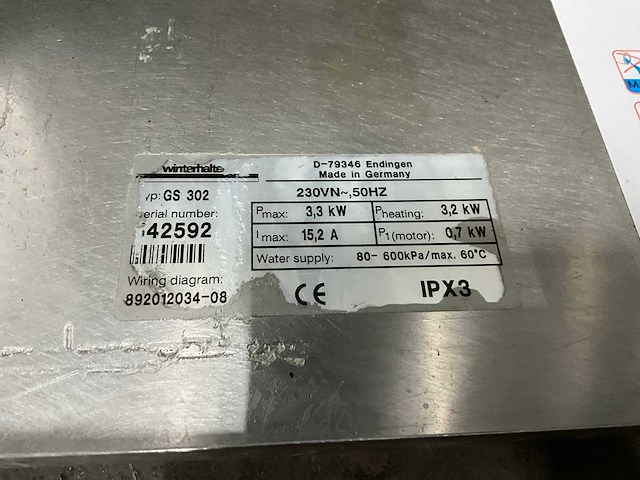 winterhalte
D-79346 Endingen
Made in Germany
yp: GS 302
230VN~,50HZ
erial number:
42592
Pmax: 3,3 kW
Pheating: 3,2 kW
Imax: 15,2 A
P1(motor): 0,7 kW
Water supply: 80- 600kPa/max. 60°C
Wiring diagram:
892012034-08
CE
IPX3
M